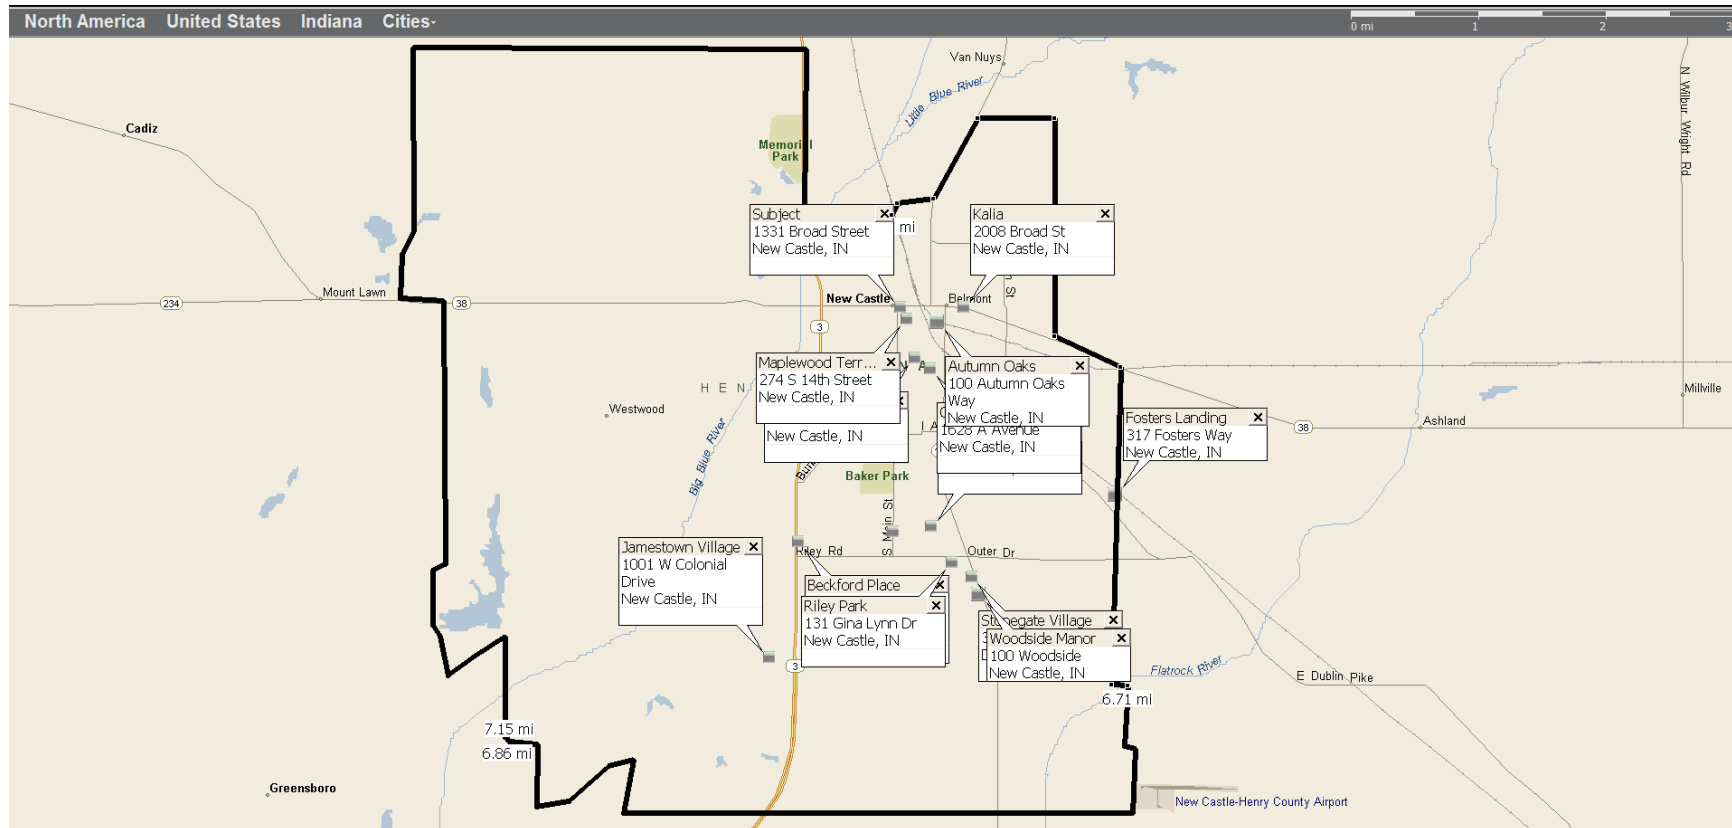 North America United States Indiana Cities
0 mi 1 2 3
Van Nuys
Little Blue River
N Wilbur Wright Rd
Cadiz
Memorial
Park
Subject
1331 Broad Street
New Castle, IN
mi
Kalia
2008 Broad St
New Castle, IN
234
Mount Lawn
38
New Castle
Belmont
St
3
Maplewood Terr...
274 S 14th Street
New Castle, IN
New Castle, IN
Autumn Oaks
100 Autumn Oaks
Way
New Castle, IN
1628 A Avenue
New Castle, IN
H E N
N A
I A
Westwood
Millville
Fosters Landing
317 Fosters Way
New Castle, IN
38
Ashland
Big Blue River
Baker Park
S Main St
Jamestown Village
1001 W Colonial
Drive
New Castle, IN
Riley Rd
Outer Dr
Beckford Place
Riley Park
131 Gina Lynn Dr
New Castle, IN
Stonegate Village
Woodside Manor
100 Woodside
New Castle, IN
3
Flatrock River
E Dublin Pike
6.71 mi
7.15 mi
6.86 mi
Greensboro
New Castle-Henry County Airport